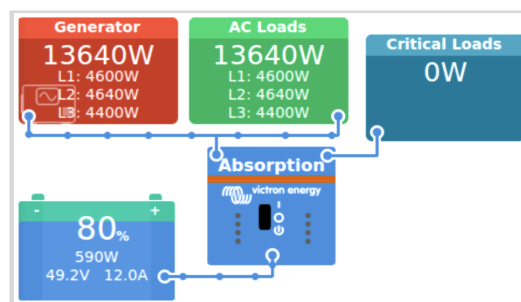 Generator
13640W
L1: 4600W
L2: 4640W
L3: 4400W
AC Loads
13640W
L1: 4600W
L2: 4640W
L3: 4400W
Critical Loads
0W
Absorption
victron energy
- +
80%
590W
49.2V 12.0A